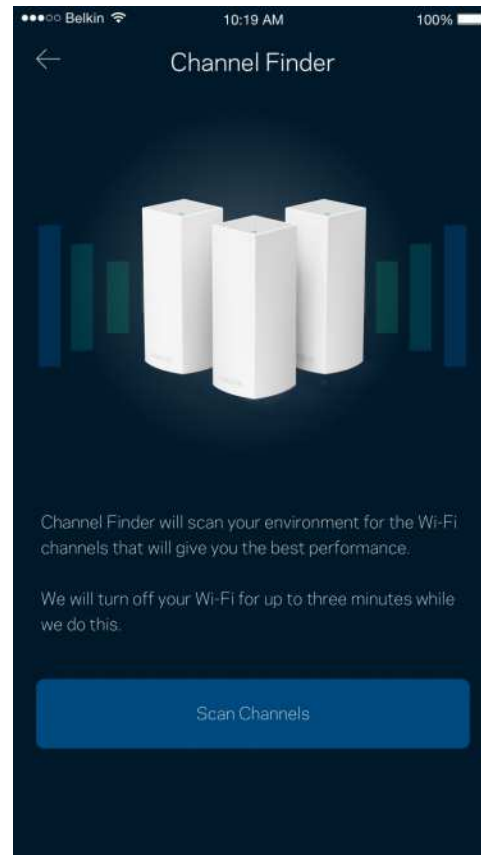 Belkin 10:19 AM 100%
Channel Finder
Channel Finder will scan your environment for the Wi-Fi
channels that will give you the best performance.
We will turn off your Wi-Fi for up to three minutes while
we do this.
Scan Channels